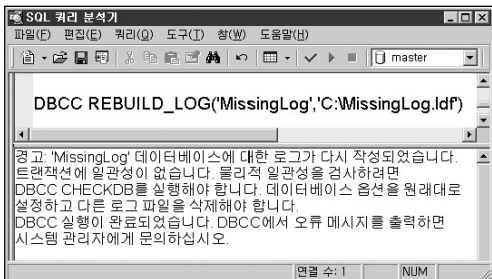 SQL 쿼리 분석기
파일(F) 편집(E) 쿼리(Q) 도구(T) 창(W) 도움말(H)
master
DBCC REBUILD_LOG('MissingLog','C:\MissingLog.ldf')
경고: 'MissingLog' 데이터베이스에 대한 로그가 다시 작성되었습니다.
트랜잭션에 일관성이 없습니다. 물리적 일관성을 검사하려면
DBCC CHECKDB를 실행해야 합니다. 데이터베이스 옵션을 원래대로
설정하고 다른 로그 파일을 삭제해야 합니다.
DBCC 실행이 완료되었습니다. DBCC에서 오류 메시지를 출력하면
시스템 관리자에게 문의하십시오.
연결 수: 1 NUM